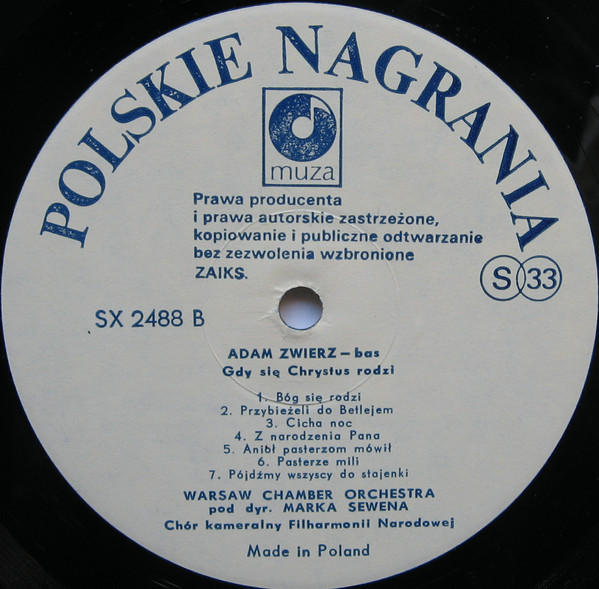 POLSKIE NAGRANIA
muza
Prawa producenta
i prawa autorskie zastrzeżone,
kopiowanie i publiczne odtwarzanie
bez zezwolenia wzbronione
ZAIKS.
S 33
SX 2488 B
ADAM ZWIERZ – bas
Gdy się Chrystus rodzi
1. Bóg się rodzi
2. Przybieżeli do Betlejem
3. Cicha noc
4. Z narodzenia Pana
5. Anioł pasterzom mówił
6. Pasterze mili
7. Pójdźmy wszyscy do stajenki
WARSAW CHAMBER ORCHESTRA
pod dyr. MARKA SEWENA
Chór kameralny Filharmonii Narodowej
Made in Poland